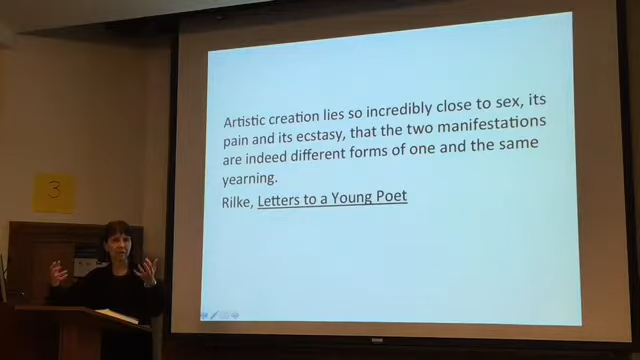 Artistic creation lies so incredibly close to sex, its
pain and its ecstasy, that the two manifestations
are indeed different forms of one and the same
yearning.
Rilke, Letters to a Young Poet
3